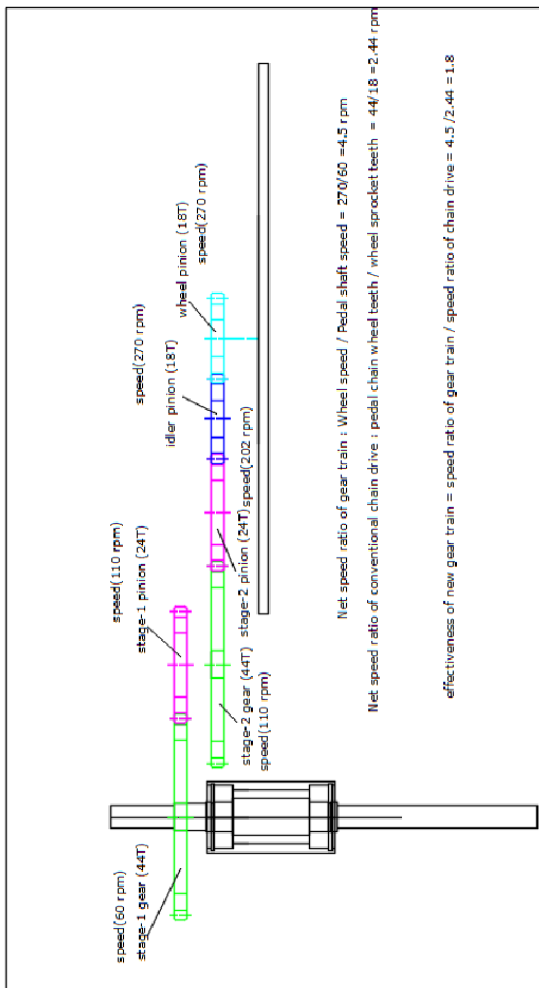 speed(60 rpm)
stage-1 gear (44T)
speed(110 rpm)
stage-1 pinion (24T)
stage-2 gear (44T)
speed(110 rpm)
stage-2 pinion (24T)
speed(202 rpm)
idler pinion (18T)
speed(270 rpm)
wheel pinion (18T)
speed(270 rpm)
Net speed ratio of gear train : Wheel speed / Pedal shaft speed = 270/60 =4.5 rpm
Net speed ratio of conventional chain drive : pedal chain wheel teeth / wheel sprocket teeth = 44/18 =2.44 rpm
effectiveness of new gear train = speed ratio of gear train / speed ratio of chain drive = 4.5 /2.44 = 1.8